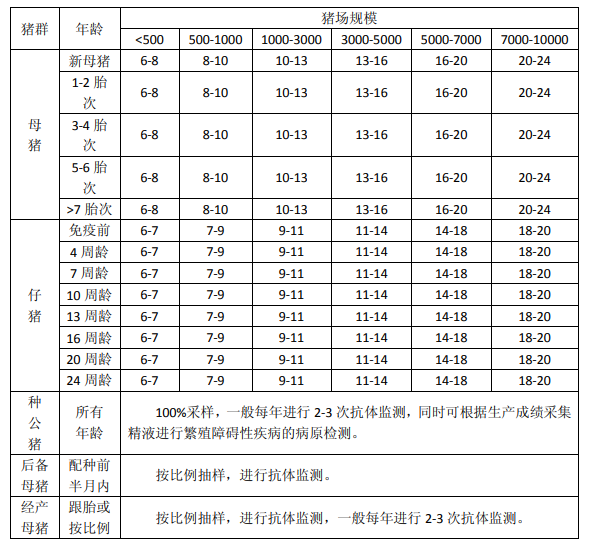 猪群 年龄 猪场规模
<500 500-1000 1000-3000 3000-5000 5000-7000 7000-10000
母猪 新母猪 6-8 8-10 10-13 13-16 16-20 20-24
1-2 胎次 6-8 8-10 10-13 13-16 16-20 20-24
3-4 胎次 6-8 8-10 10-13 13-16 16-20 20-24
5-6 胎次 6-8 8-10 10-13 13-16 16-20 20-24
>7 胎次 6-8 8-10 10-13 13-16 16-20 20-24
仔猪 免疫前 6-7 7-9 9-11 11-14 14-18 18-20
4 周龄 6-7 7-9 9-11 11-14 14-18 18-20
7 周龄 6-7 7-9 9-11 11-14 14-18 18-20
10 周龄 6-7 7-9 9-11 11-14 14-18 18-20
13 周龄 6-7 7-9 9-11 11-14 14-18 18-20
16 周龄 6-7 7-9 9-11 11-14 14-18 18-20
20 周龄 6-7 7-9 9-11 11-14 14-18 18-20
24 周龄 6-7 7-9 9-11 11-14 14-18 18-20
种公猪 所有年龄 100%采样，一般每年进行 2-3 次抗体监测，同时可根据生产成绩采集
精液进行繁殖障碍性疾病的病原检测。
后备母猪 配种前半月内 按比例抽样，进行抗体监测。
经产母猪 跟胎或按比例 按比例抽样，进行抗体监测，一般每年进行 2-3 次抗体监测。